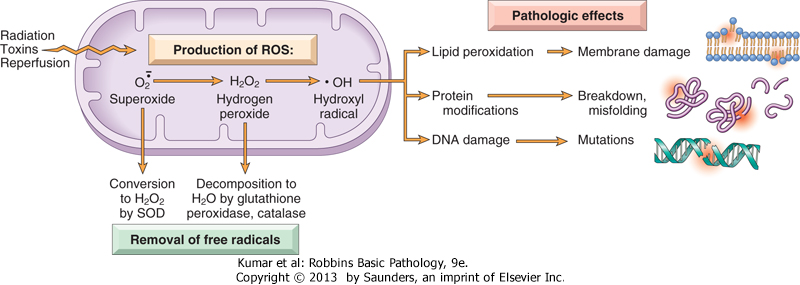 Pathologic effects
Radiation
Toxins
Reperfusion
Production of ROS:
O₂•̄
Superoxide
H₂O₂
Hydrogen
peroxide
• OH
Hydroxyl
radical
Lipid peroxidation
Membrane damage
Protein
modifications
Breakdown,
misfolding
DNA damage
Mutations
Conversion
to H₂O₂
by SOD
Decomposition to
H₂O by glutathione
peroxidase, catalase
Removal of free radicals
Kumar et al: Robbins Basic Pathology, 9e.
Copyright © 2013 by Saunders, an imprint of Elsevier Inc.